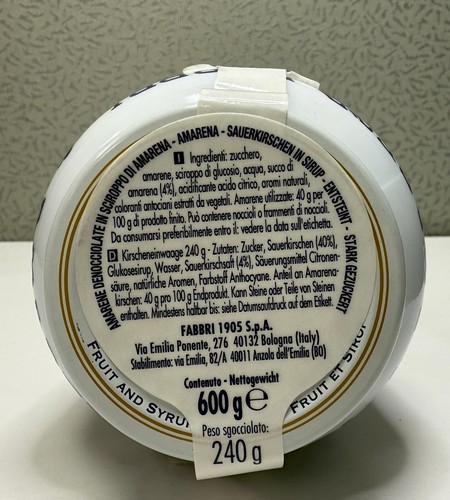 AMARENE DENOCCIOLATE IN SCIROPPO DI AMARENA - AMARENA - SAUERKIRSCHEN IN SIRUP - ENTSTEINT - STARK GEZUCKERT
I Ingredienti: zucchero,
amarene, sciroppo di glucosio, acqua, succo di
amarena (4%), acidificante acido citrico, aromi naturali,
coloranti antociani estratti da vegetali. Amarene utilizzate: 40 g per
100 g di prodotto finito. Può contenere noccioli o frammenti di noccioli.
Da consumarsi preferibilmente entro il: vedere la data sull'etichetta.
D Kirscheneinwaage 240 g - Zutaten: Zucker, Sauerkirschen (40%),
Glukosesirup, Wasser, Sauerkirschsaft (4%), Säuerungsmittel Citronen-
säure, natürliche Aromen, Farbstoff Anthocyane. Anteil an Amarena-
kirschen: 40 g pro 100 g Endprodukt. Kann Steine oder Teile von Steinen
enthalten. Mindestens haltbar bis: siehe Datumsaufdruck auf dem Etikett.
FABBRI 1905 S.p.A.
Via Emilia Ponente, 276 40132 Bologna (Italy)
Stabilimento: via Emilia, 82/A 40011 Anzola dell'Emilia (BO)
Contenuto - Nettogewicht
600 g e
Peso sgocciolato:
240 g
FRUIT AND SYRU
FRUIT ET SIROP